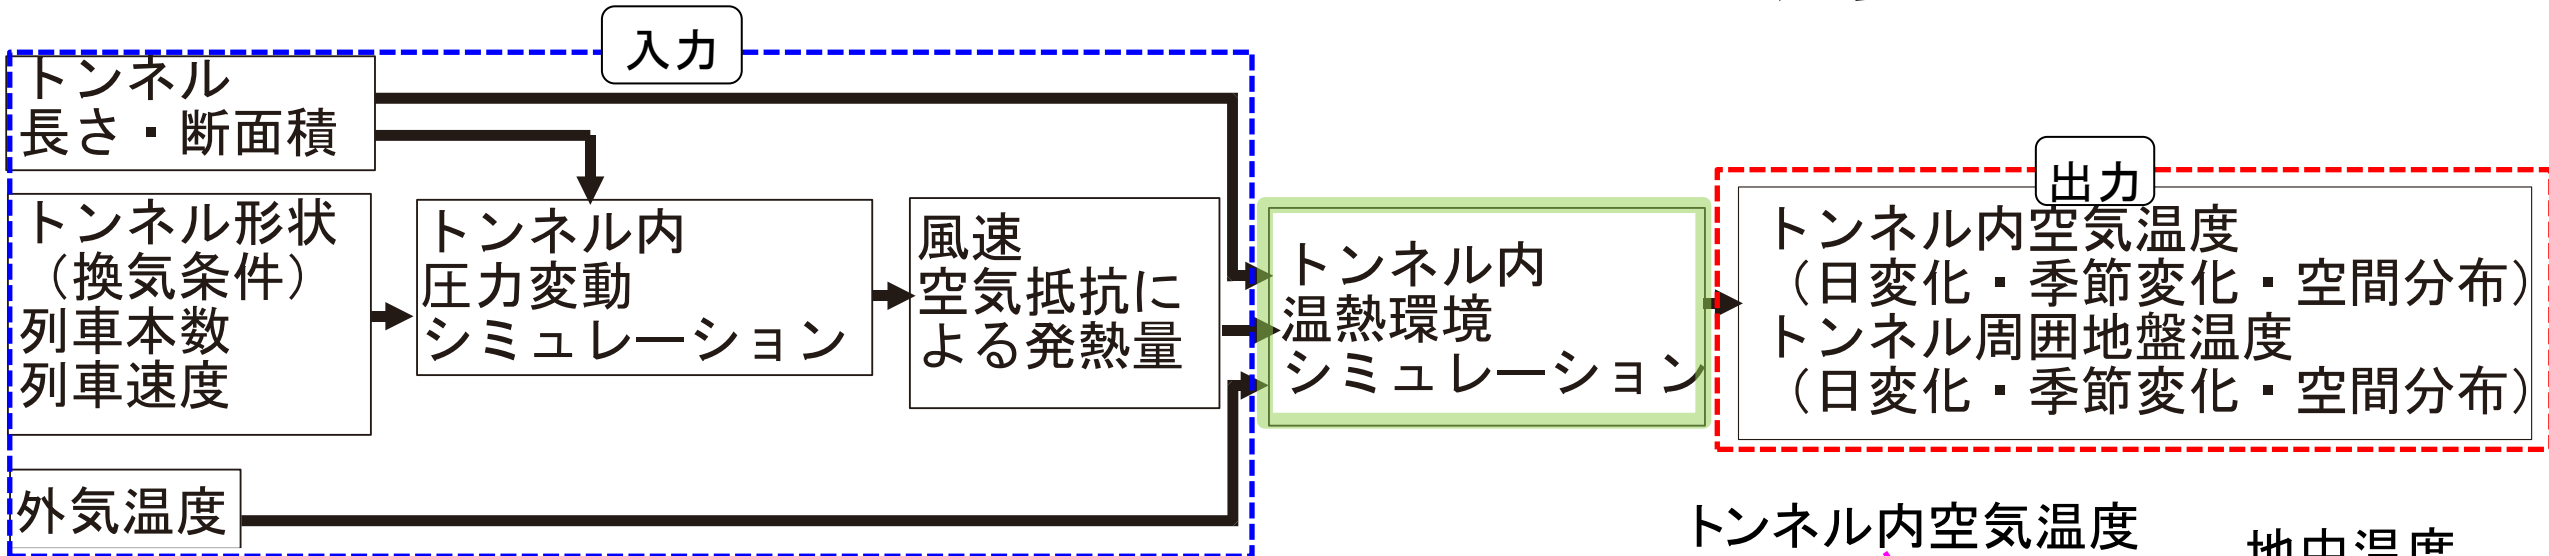 入力
トンネル
長さ・断面積
トンネル形状
（換気条件）
列車本数
列車速度
外気温度
トンネル内
圧力変動
シミュレーション
風速
空気抵抗に
よる発熱量
トンネル内
温熱環境
シミュレーション
出力
トンネル内空気温度
（日変化・季節変化・空間分布）
トンネル周囲地盤温度
（日変化・季節変化・空間分布）
トンネル内空気温度
地中温度